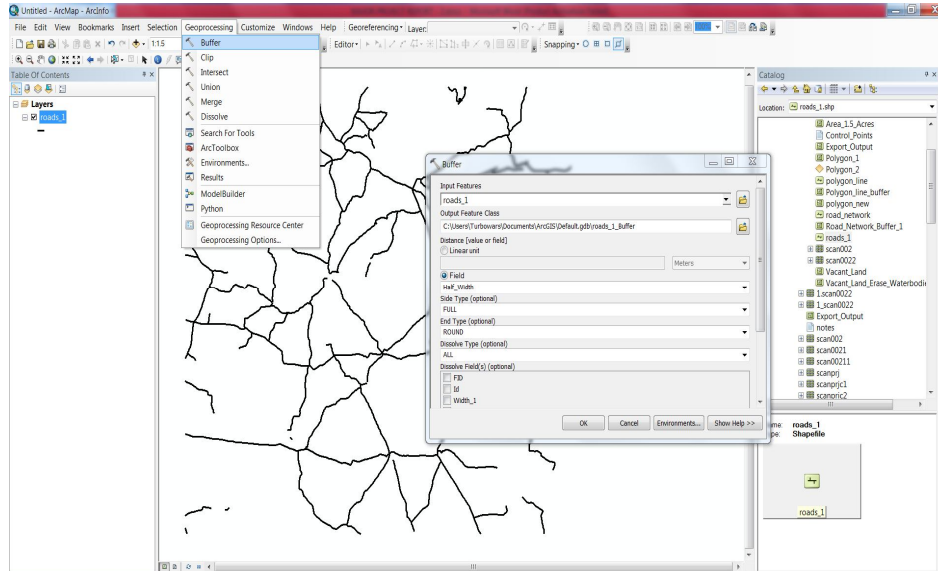 Untitled - ArcMap - ArcInfo
File Edit View Bookmarks Insert Selection Geoprocessing Customize Windows Help Georeferencing Layer:
1:1.5
Editor
Snapping
Buffer
Clip
Intersect
Union
Merge
Dissolve
Search For Tools
ArcToolbox
Environments...
Results
ModelBuilder
Python
Geoprocessing Resource Center
Geoprocessing Options...
Table Of Contents
Layers
roads_1
Buffer
Input Features
roads_1
Output Feature Class
C:\Users\Turbowars\Documents\ArcGIS\Default.gdb\roads_1_Buffer
Distance [value or field]
Linear unit
Meters
Field
Half_Width
Side Type (optional)
FULL
End Type (optional)
ROUND
Dissolve Type (optional)
ALL
Dissolve Field(s) (optional)
FID
Id
Width_1
OK Cancel Environments... Show Help >>
Catalog
Location: roads_1.shp
Area_1.5_Acres
Control_Points
Export_Output
Polygon_1
Polygon_2
polygon_line
Polygon_line_buffer
polygon_new
road_network
Road_Network_Buffer_1
roads_1
scan002
scan0022
Vacant_Land
Vacant_Land_Erase_Waterbodi
1.scan0022
1_scan0022
Export_Output
notes
scan002
scan0021
scan00211
scanprj
scanprjc1
scanprjc2
roads_1
Shapefile
roads_1